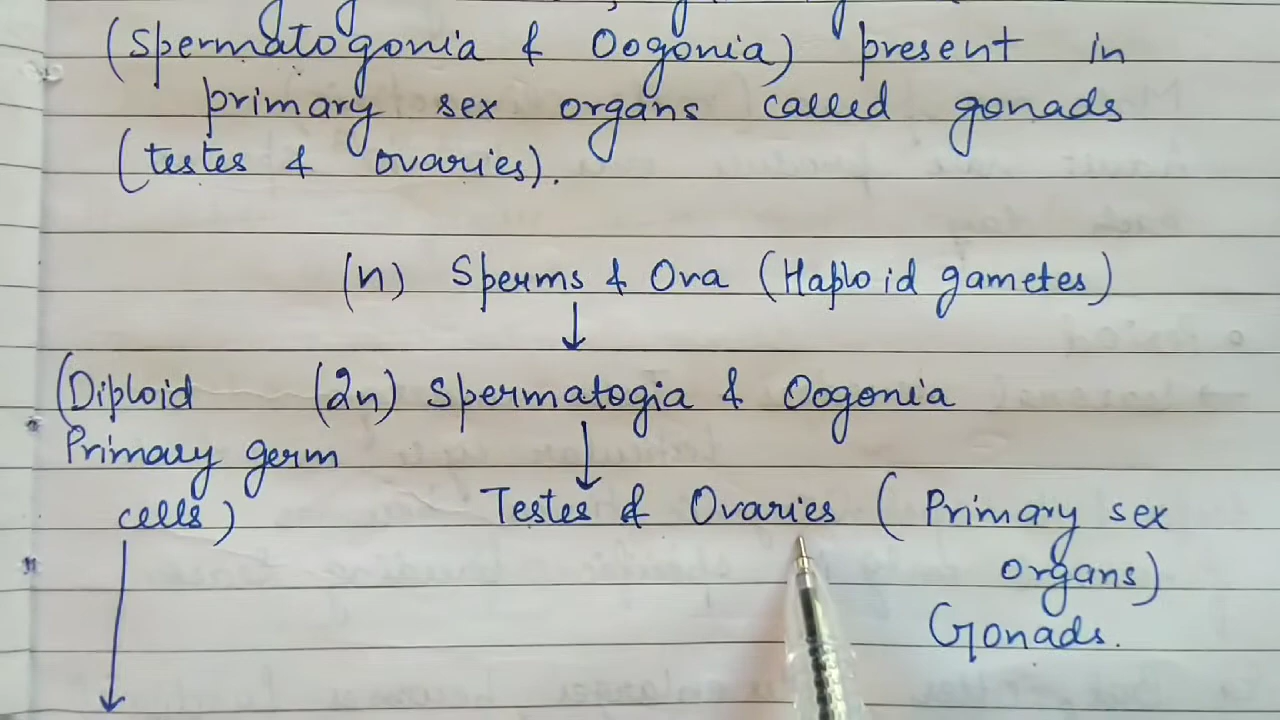 (Spermatogonia & Oogonia) present in
primary sex organs called gonads
(testes & ovaries).
(n) Sperms & Ova (Haploid gametes)
(Diploid (2n) Spermatogia & Oogonia
Primary germ
cells) Testes & Ovaries (Primary sex
organs)
Gonads.